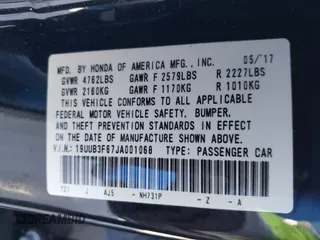 MFD. BY HONDA OF AMERICA MFG., INC. 05/17
GVWR 4762LBS GAWR F 2579LBS R 2227LBS
GVWR 2160KG GAWR F 1170KG R 1010KG
THIS VEHICLE CONFORMS TO ALL APPLICABLE
FEDERAL MOTOR VEHICLE SAFETY, BUMPER,
AND THEFT PREVENTION STANDARDS IN EFFECT ON
THE DATE OF MANUFACTURE SHOWN ABOVE.
V.I.N.: 19UUB3F67JA001068 TYPE: PASSENGER CAR
TZ7 J AJ5 - NH731P - Z - A
DREAMBID